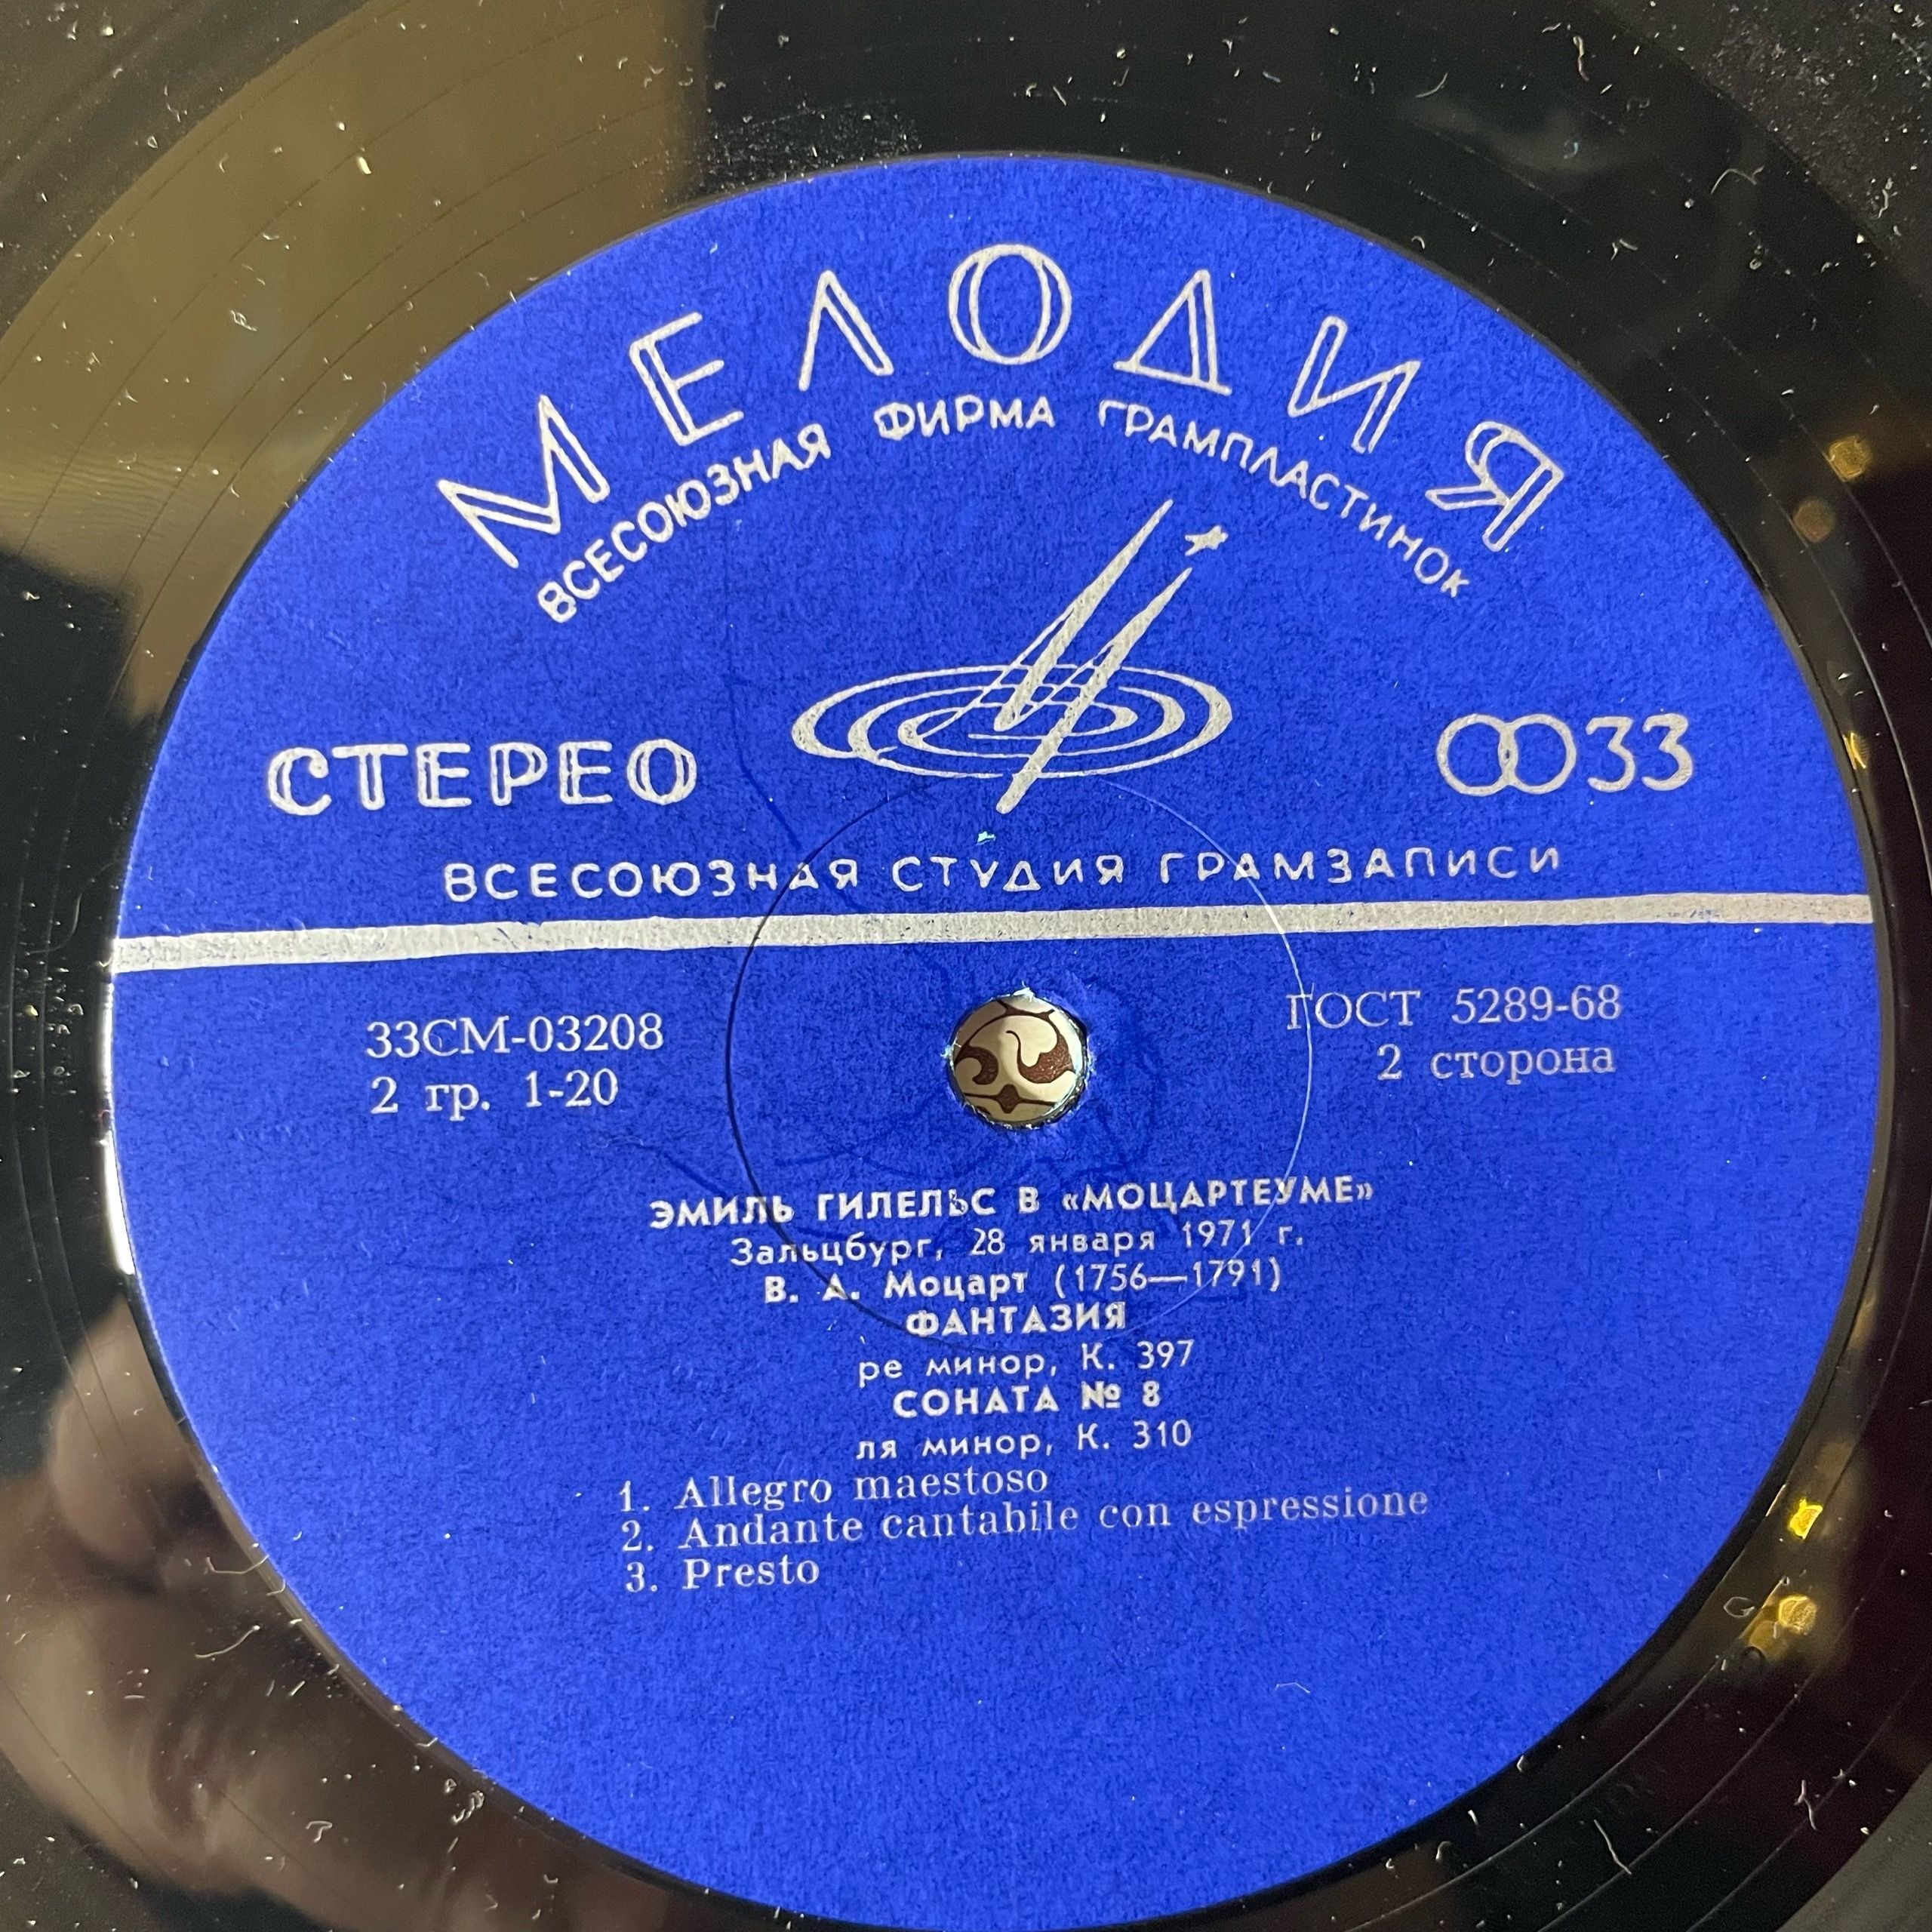 МЕЛОДИЯ
ВСЕСОЮЗНАЯ ФИРМА ГРАМПЛАСТИНОК
СТЕРЕО
33
ВСЕСОЮЗНАЯ СТУДИЯ ГРАМЗАПИСИ
33СМ-03208
2 гр. 1-20
ГОСТ 5289-68
2 сторона
ЭМИЛЬ ГИЛЕЛЬС В «МОЦАРТЕУМЕ»
Зальцбург, 28 января 1971 г.
В. А. Моцарт (1756—1791)
ФАНТАЗИЯ
ре минор, К. 397
СОНАТА № 8
ля минор, К. 310
1. Allegro maestoso
2. Andante cantabile con espressione
3. Presto